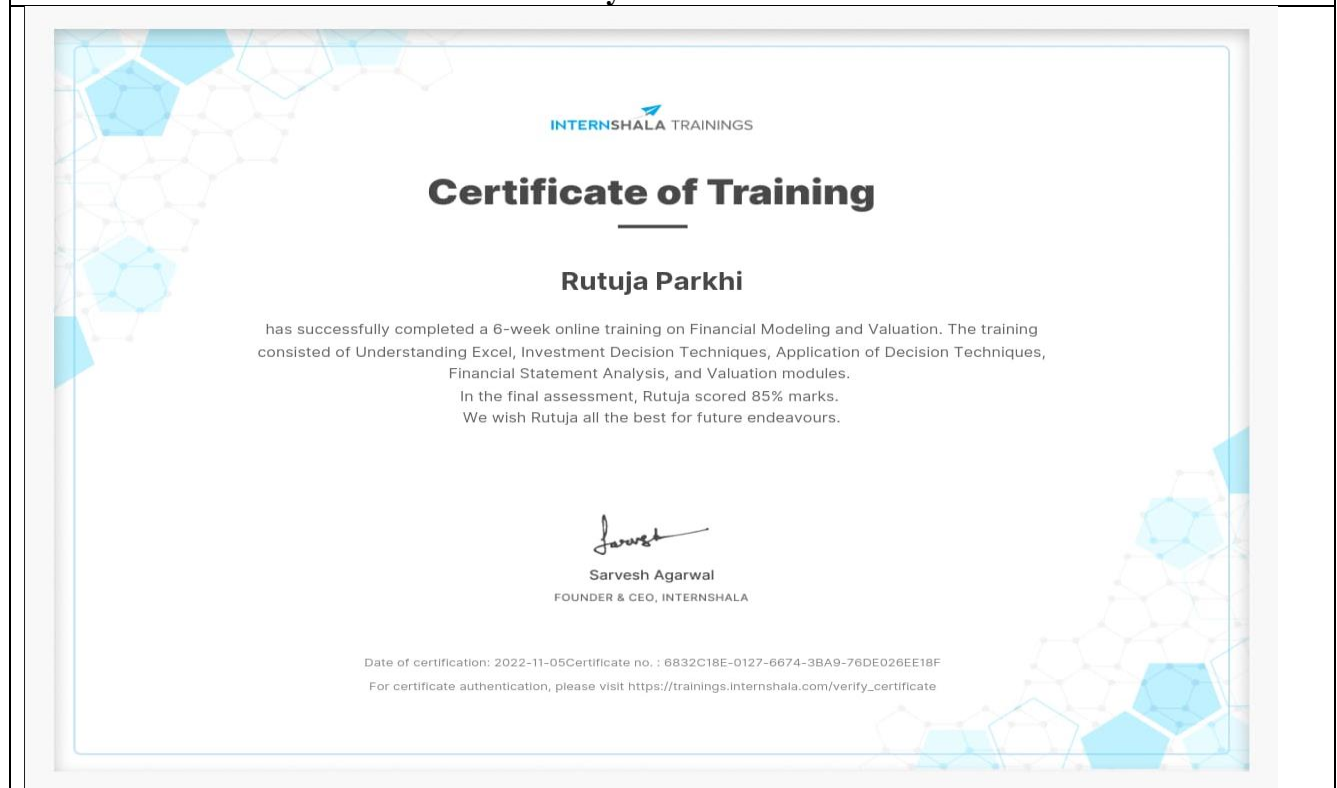 INTERNSHALA TRAININGS
Certificate of Training
Rutuja Parkhi
has successfully completed a 6-week online training on Financial Modeling and Valuation. The training
consisted of Understanding Excel, Investment Decision Techniques, Application of Decision Techniques,
Financial Statement Analysis, and Valuation modules.
In the final assessment, Rutuja scored 85% marks.
We wish Rutuja all the best for future endeavours.
Sarvesh
Sarvesh Agarwal
FOUNDER & CEO, INTERNSHALA
Date of certification: 2022-11-05Certificate no. : 6832C18E-0127-6674-3BA9-76DE026EE18F
For certificate authentication, please visit https://trainings.internshala.com/verify_certificate